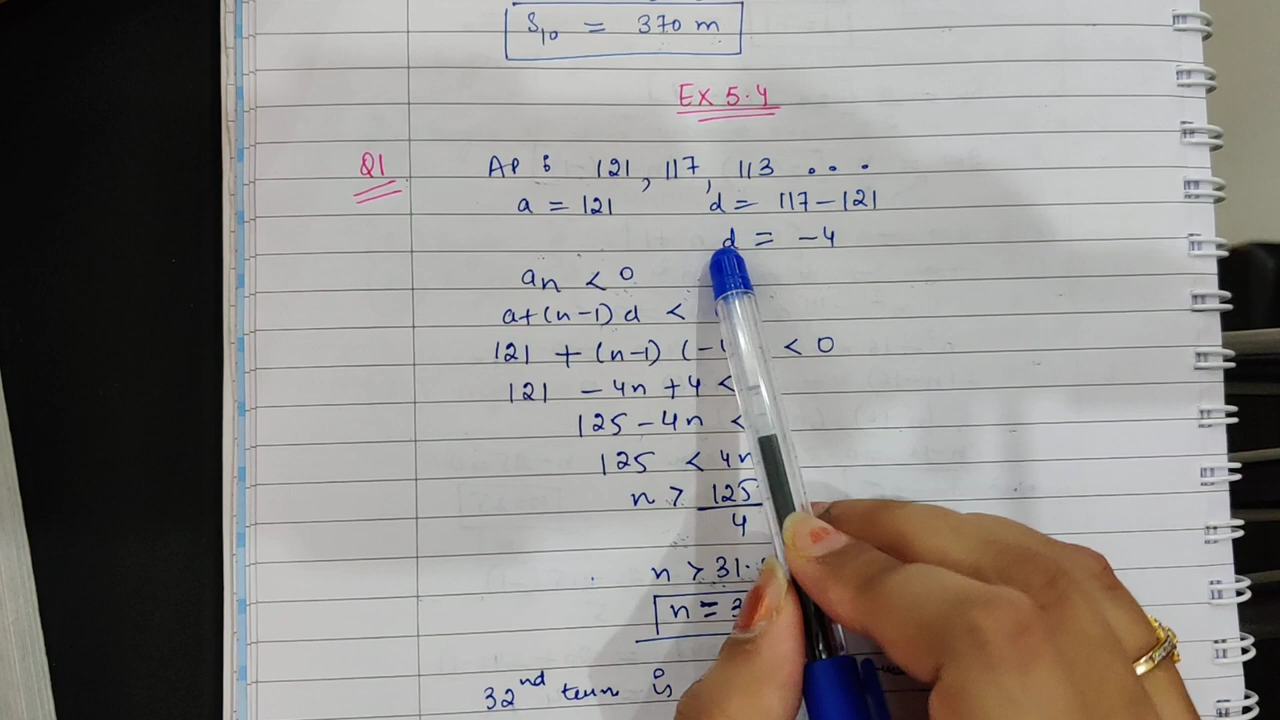 S10 = 370 m
EX 5.4
Q1 AP : 121, 117, 113 ...
a = 121 d = 117-121
d = -4
an < 0
a+(n-1) d <
121 + (n-1) (- < 0
121 - 4n + 4 <
125 - 4n <
125 < 4n
n > 125/4
n > 31.
n = 3
32nd term is